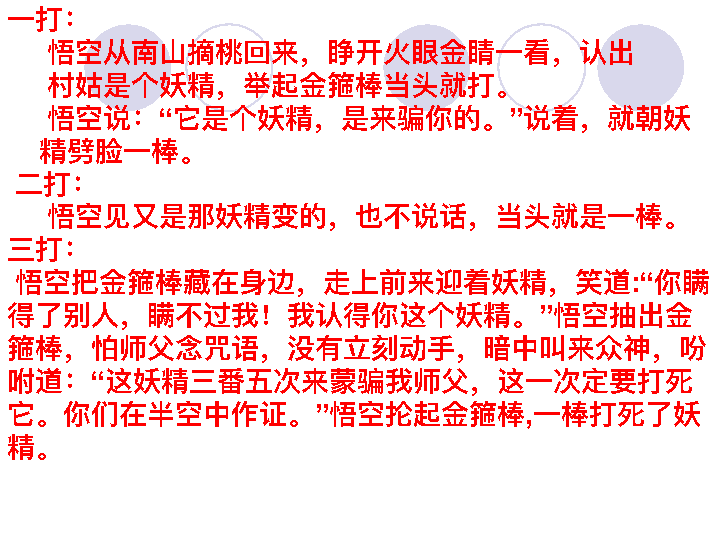 一打：
悟空从南山摘桃回来，睁开火眼金睛一看，认出
村姑是个妖精，举起金箍棒当头就打。
悟空说：“它是个妖精，是来骗你的。”说着，就朝妖
精劈脸一棒。
二打：
悟空见又是那妖精变的，也不说话，当头就是一棒。
三打：
悟空把金箍棒藏在身边，走上前来迎着妖精，笑道:“你瞒
得了别人，瞒不过我！我认得你这个妖精。”悟空抽出金
箍棒，怕师父念咒语，没有立刻动手，暗中叫来众神，吩
咐道：“这妖精三番五次来蒙骗我师父，这一次定要打死
它。你们在半空中作证。”悟空抡起金箍棒,一棒打死了妖
精。